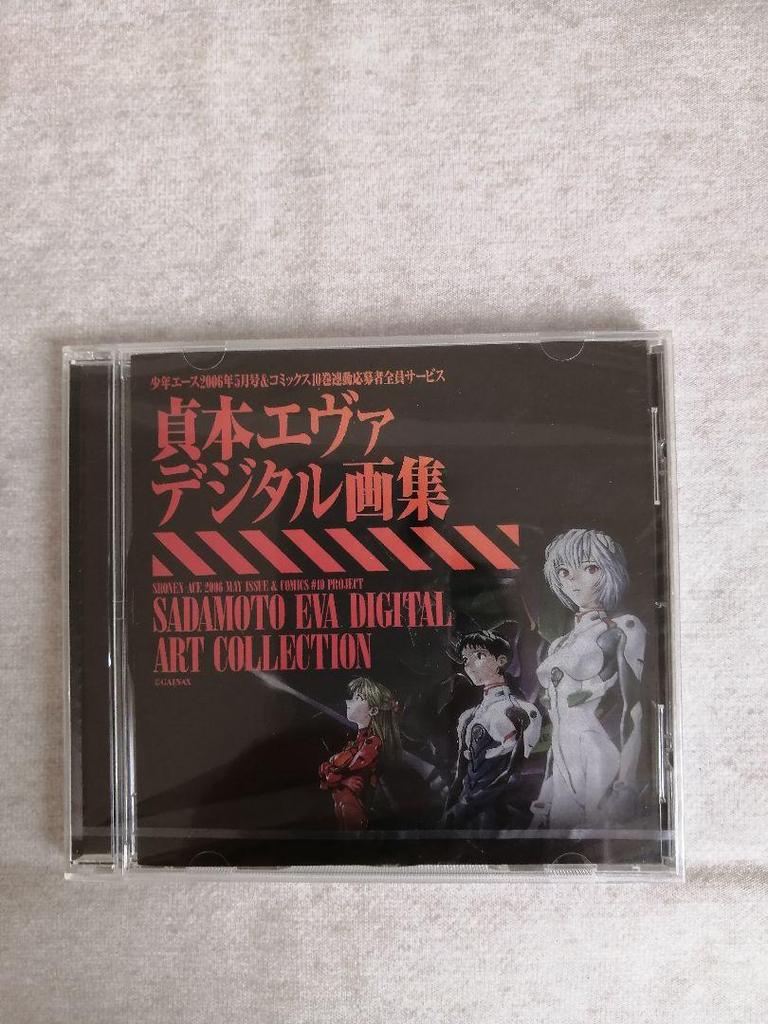 少年エース2006年5月号&コミックス10巻連動応募者全員サービス
貞本エヴァ
デジタル画集
SHONEN ACE 2006 MAY ISSUE & COMICS #10 PROJECT
SADAMOTO EVA DIGITAL
ART COLLECTION
©GAINAX